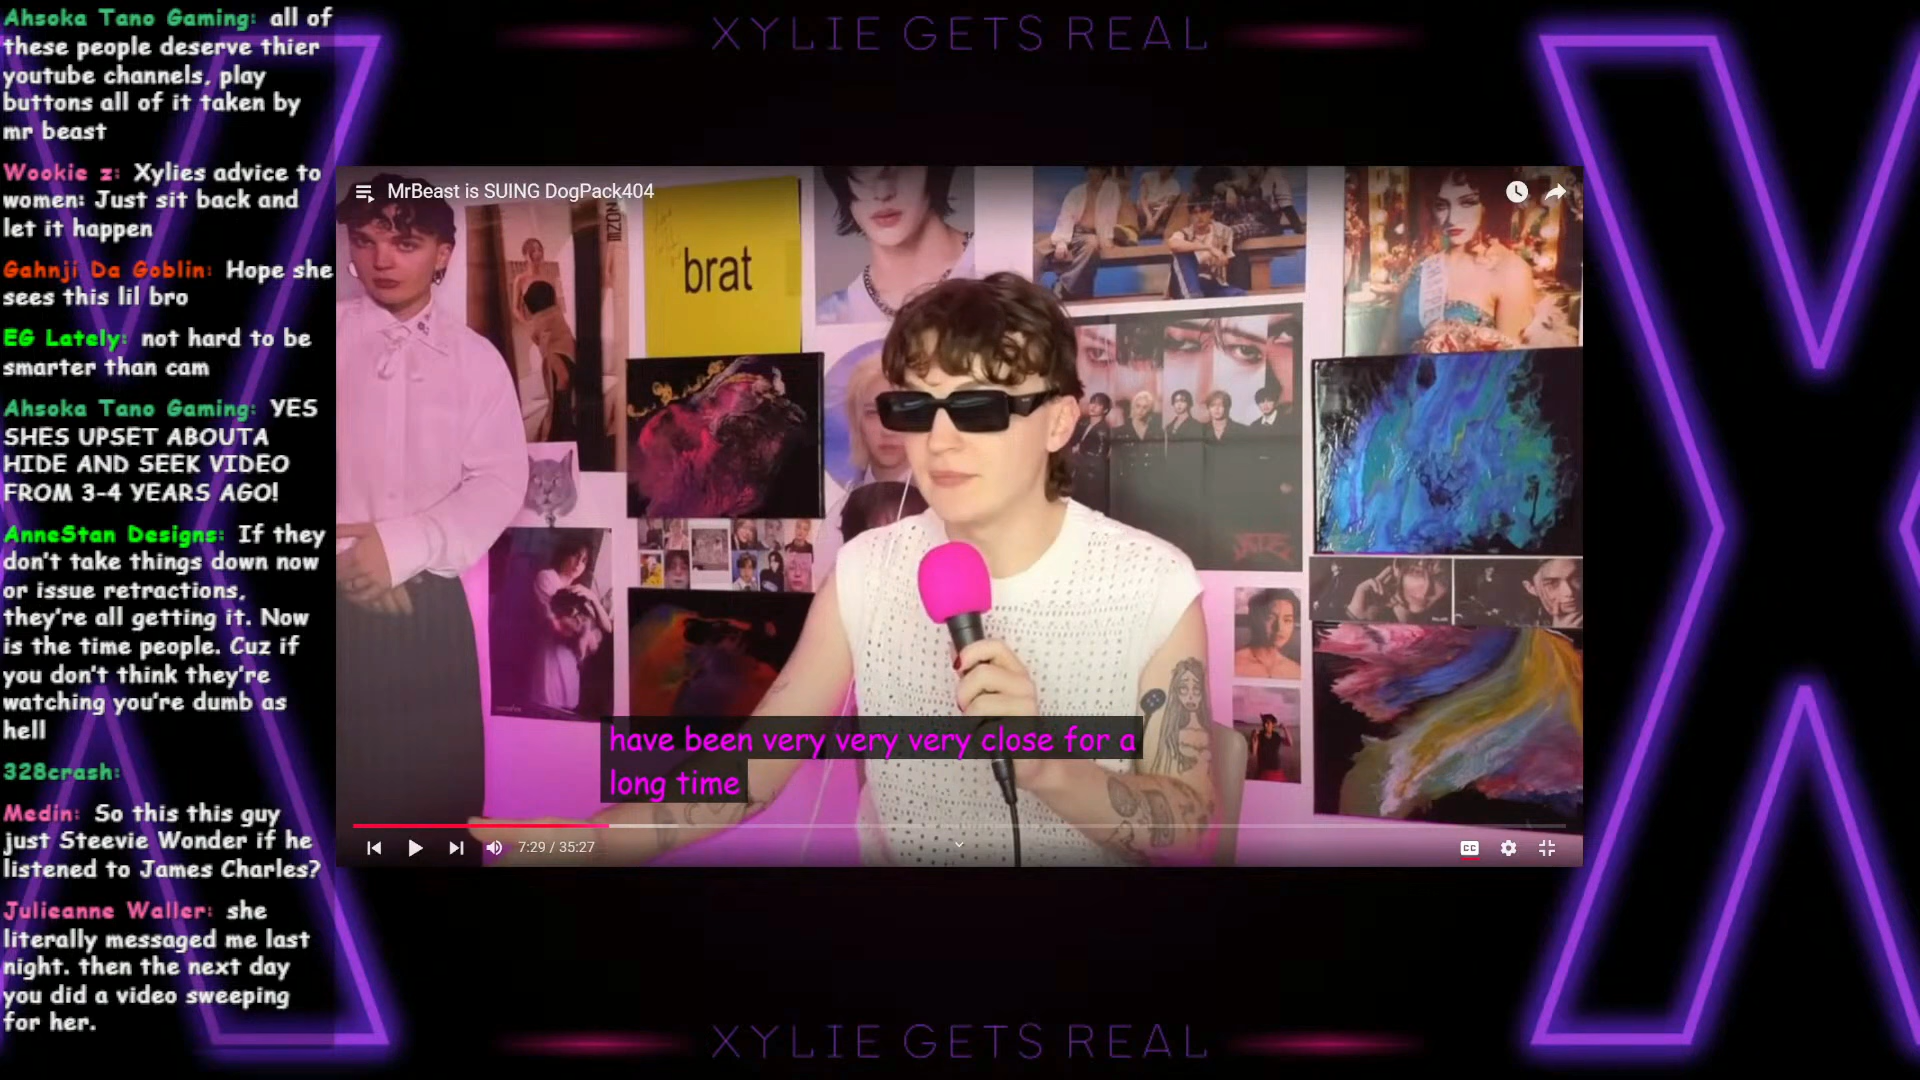 XYLIE GETS REAL
Ahsoka Tano Gaming: all of
these people deserve thier
youtube channels, play
buttons all of it taken by
mr beast
Wookie z: Xylies advice to
women: Just sit back and
let it happen
Gahnji Da Goblin: Hope she
sees this lil bro
EG Lately: not hard to be
smarter than cam
Ahsoka Tano Gaming: YES
SHES UPSET ABOUTA
HIDE AND SEEK VIDEO
FROM 3-4 YEARS AGO!
AnneStan Designs: If they
don't take things down now
or issue retractions,
they're all getting it. Now
is the time people. Cuz if
you don't think they're
watching you're dumb as
hell
328crash:
Medin: So this this guy
just Steevie Wonder if he
listened to James Charles?
Julieanne Waller: she
literally messaged me last
night. then the next day
you did a video sweeping
for her.
MrBeast is SUING DogPack404
brat
have been very very very close for a
long time
7:29 / 35:27
CC
XYLIE GETS REAL